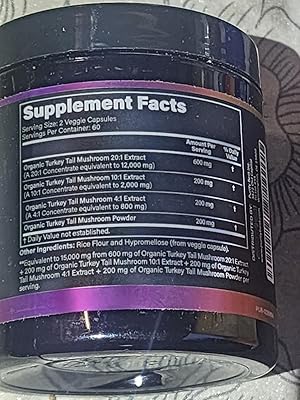 Supplement Facts
Serving Size: 2 Veggie Capsules
Servings Per Container: 60
Amount Per Serving
% Daily Value
Organic Turkey Tail Mushroom 20:1 Extract 600 mg †
(A 20:1 Concentrate equivalent to 12,000 mg)
Organic Turkey Tail Mushroom 10:1 Extract 200 mg †
(A 10:1 Concentrate equivalent to 2,000 mg)
Organic Turkey Tail Mushroom 4:1 Extract 200 mg †
(A 4:1 Concentrate equivalent to 800 mg)
Organic Turkey Tail Mushroom Powder 200 mg †
† Daily Value not established.
Other Ingredients: Rice Flour and Hypromellose (from veggie capsule).
**Equivalent to 15,000 mg from 600 mg of Organic Turkey Tail Mushroom 20:1 Extract
+ 200 mg of Organic Turkey Tail Mushroom 10:1 Extract + 200 mg of Organic Turkey
Tail Mushroom 4:1 Extract + 200 mg of Organic Turkey Tail Mushroom Powder per
serving.